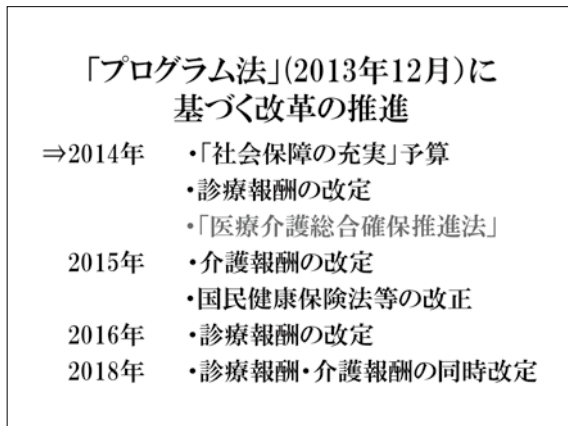 「プログラム法」(2013年12月)に
基づく改革の推進
⇒2014年 ・「社会保障の充実」予算
・診療報酬の改定
・「医療介護総合確保推進法」
2015年 ・介護報酬の改定
・国民健康保険法等の改正
2016年 ・診療報酬の改定
2018年 ・診療報酬・介護報酬の同時改定